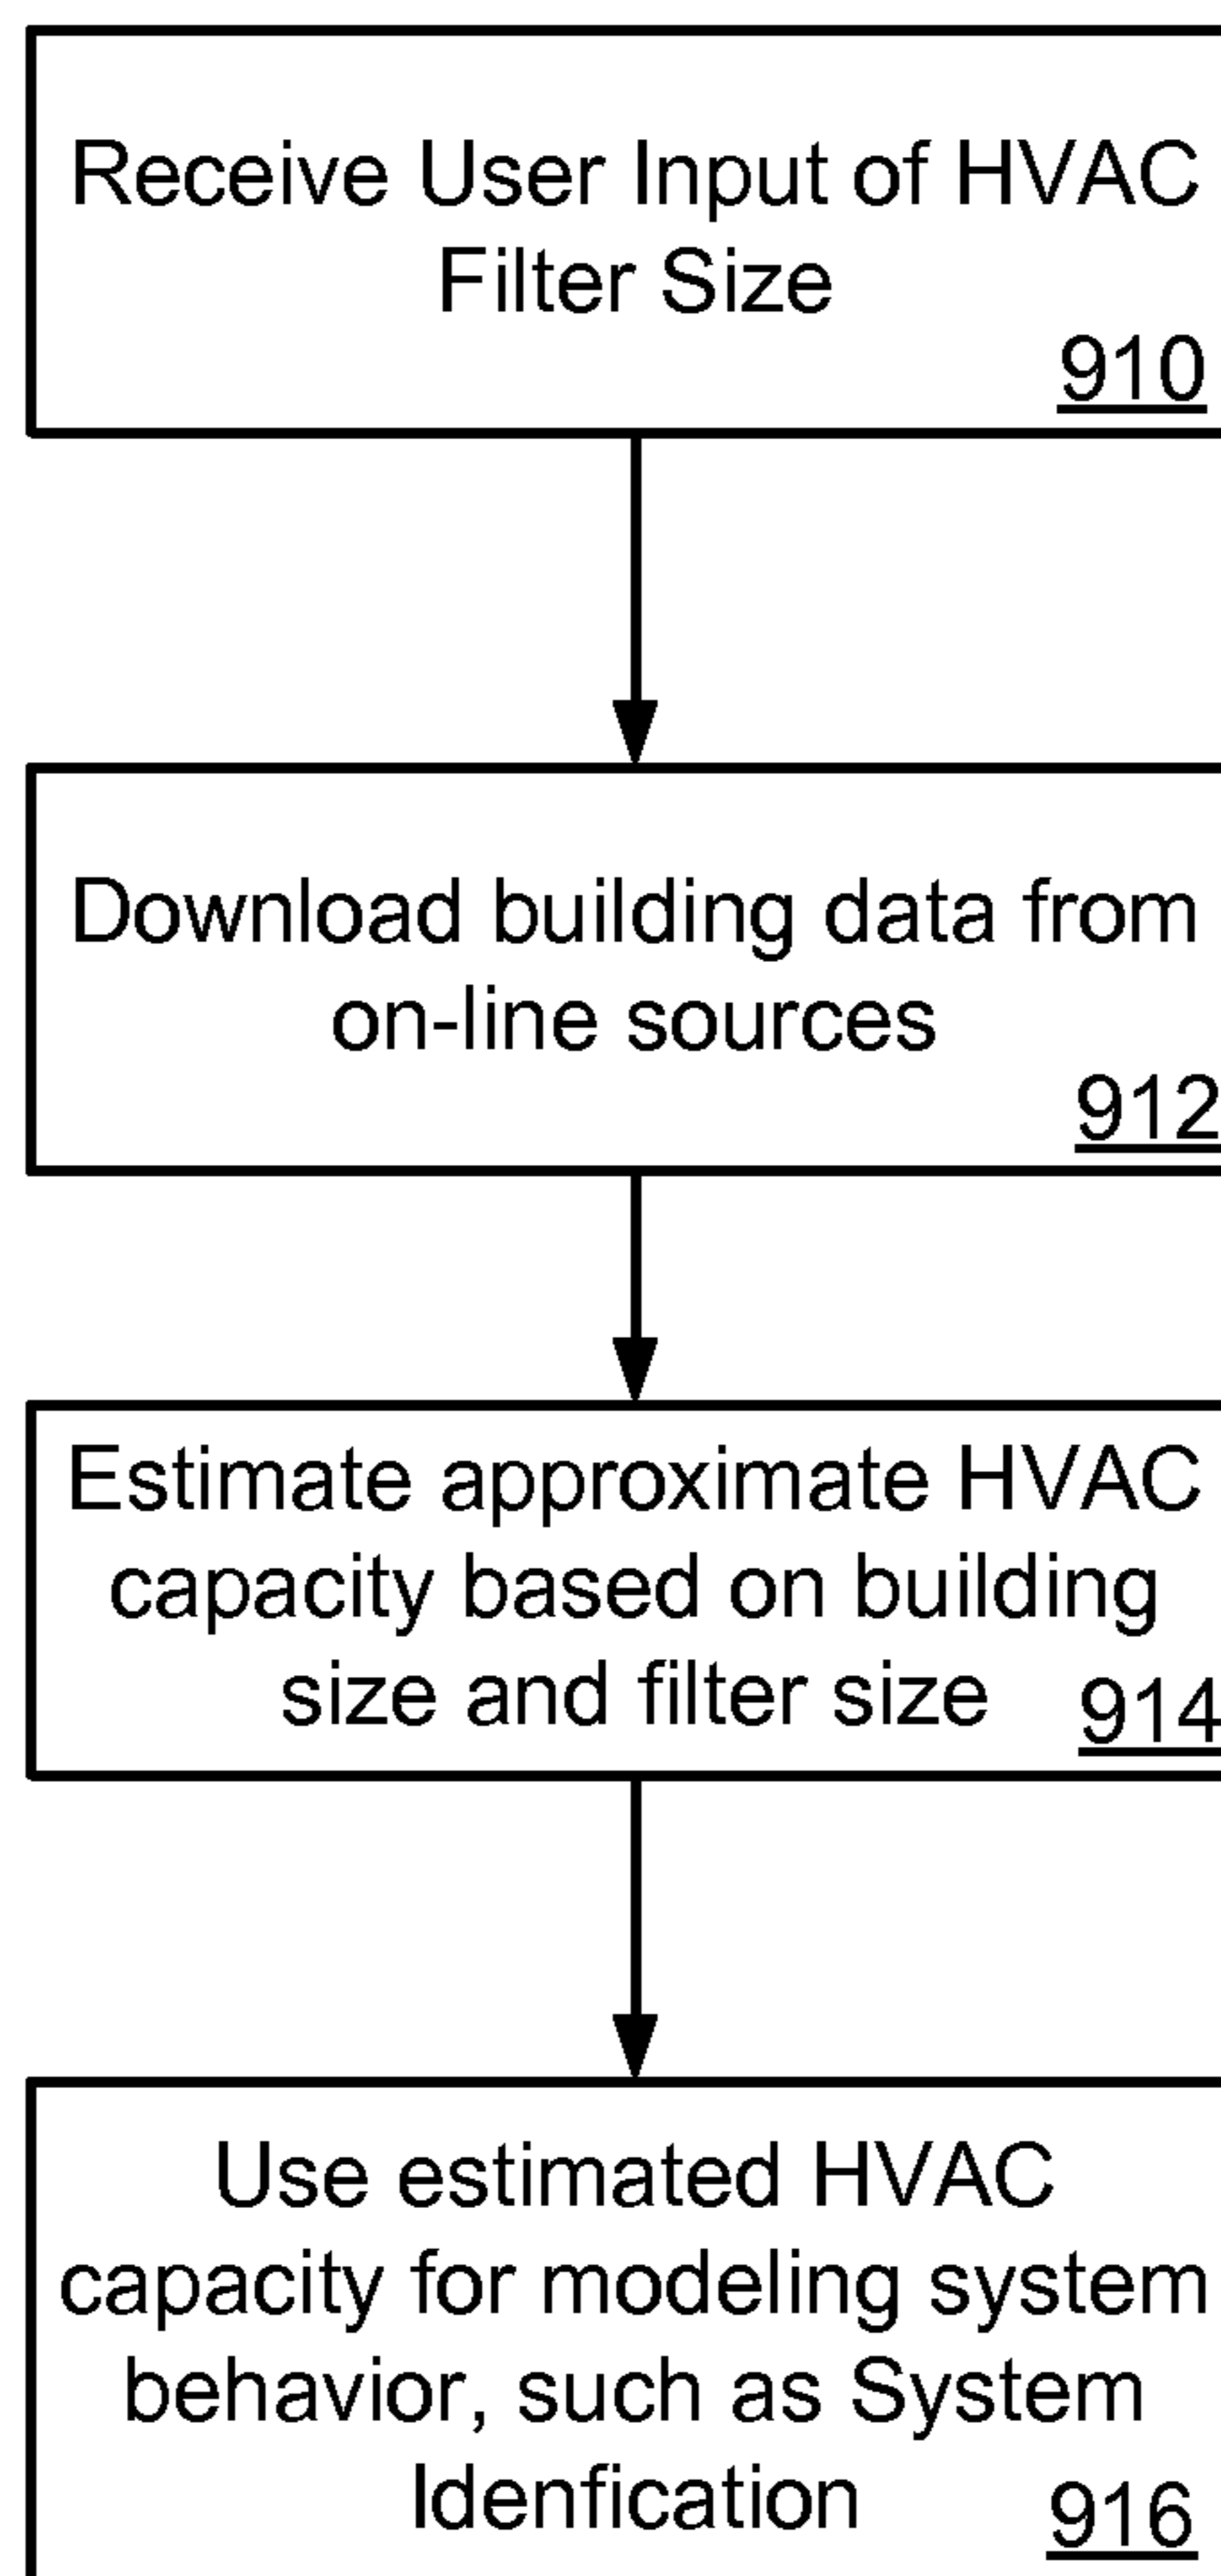 Receive User Input of HVAC
Filter Size
910
Download building data from
on-line sources
912
Estimate approximate HVAC
capacity based on building
size and filter size
914
Use estimated HVAC
capacity for modeling system
behavior, such as System
Idenfication
916